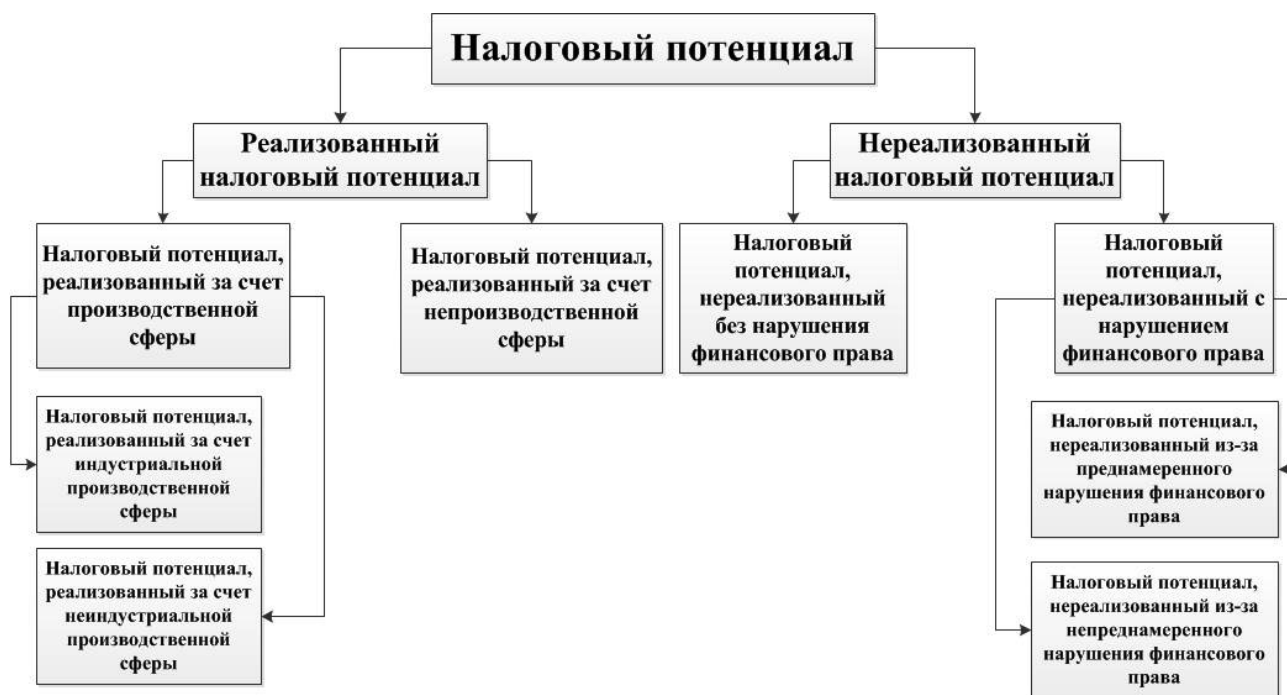 Налоговый потенциал
Реализованный
налоговый потенциал
Нереализованный
налоговый потенциал
Налоговый потенциал,
реализованный за счет
производственной
сферы
Налоговый потенциал,
реализованный за счет
непроизводственной
сферы
Налоговый
потенциал,
нереализованный
без нарушения
финансового права
Налоговый
потенциал,
нереализованный с
нарушением
финансового права
Налоговый потенциал,
реализованный за счет
индустриальной
производственной
сферы
Налоговый потенциал,
нереализованный из-за
преднамеренного
нарушения финансового
права
Налоговый потенциал,
реализованный за счет
неиндустриальной
производственной
сферы
Налоговый потенциал,
нереализованный из-за
непреднамеренного
нарушения финансового
права